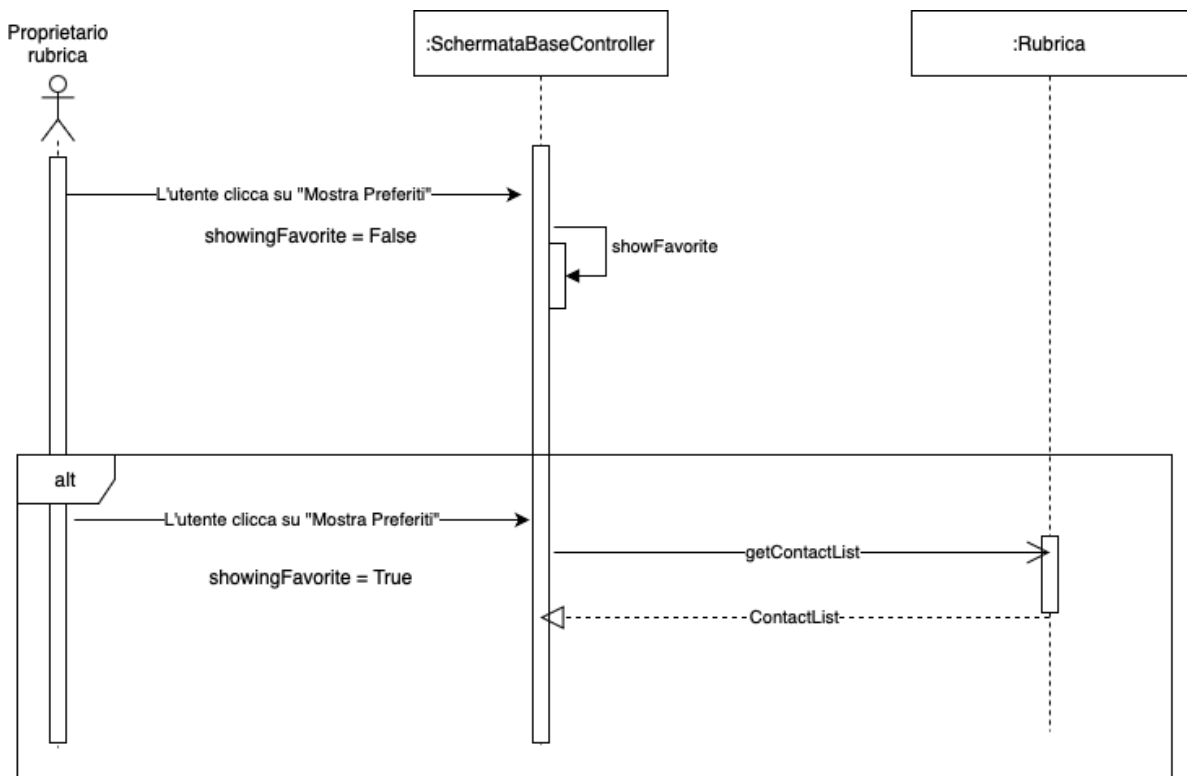 Proprietario
rubrica
:SchermataBaseController
:Rubrica
L'utente clicca su "Mostra Preferiti"
showingFavorite = False
showFavorite
alt
L'utente clicca su "Mostra Preferiti"
getContactList
showingFavorite = True
ContactList